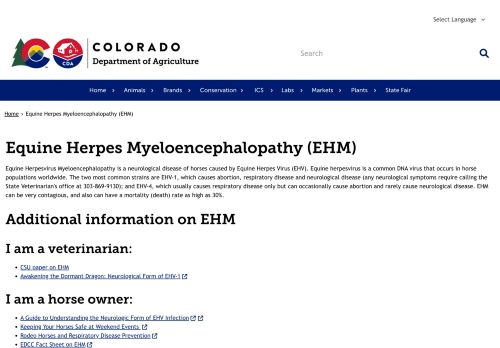 Select Language
COLORADO
Department of Agriculture
CDA
Search
Home
Animals
Brands
Conservation
ICS
Labs
Markets
Plants
State Fair
Home › Equine Herpes Myeloencephalopathy (EHM)
Equine Herpes Myeloencephalopathy (EHM)
Equine Herpesvirus Myeloencephalopathy is a neurological disease of horses caused by Equine Herpes Virus (EHV). Equine herpesvirus is a common DNA virus that occurs in horse
populations worldwide. The two most common strains are EHV-1, which causes abortion, respiratory disease and neurological disease (any neurological symptoms require calling the
State Veterinarian's office at 303-869-9130); and EHV-4, which usually causes respiratory disease only but can occasionally cause abortion and rarely cause neurological disease. EHM
can be very contagious, and also can have a mortality (death) rate as high as 30%.
Additional information on EHM
I am a veterinarian:
CSU paper on EHM
Awakening the Dormant Dragon: Neurological Form of EHV-1
I am a horse owner:
A Guide to Understanding the Neurologic Form of EHV Infection
Keeping Your Horses Safe at Weekend Events
Rodeo Horses and Respiratory Disease Prevention
EDCC Fact Sheet on EHM